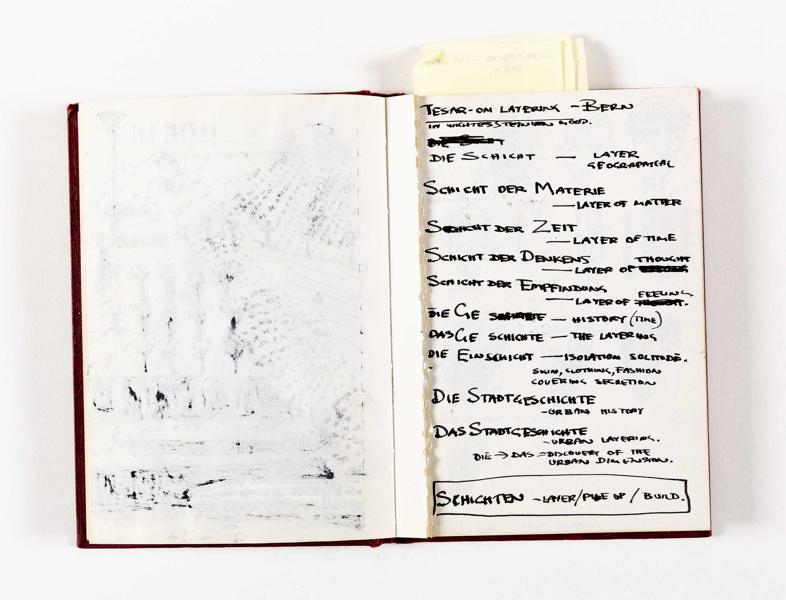 TESAR-ON LAYERING - BERN
IN WIGHTESSTEINIEN MOOD.
DIE SCHICHT — LAYER
GEOGRAPHICAL
SCHICHT DER MATERIE
— LAYER OF MATTER
SCHICHT DER ZEIT
— LAYER OF TIME
SCHICHT DER DENKENS THOUGHT
— LAYER OF
SCHICHT DER EMPFINDUNG FEELING
— LAYER OF
DIE GE — HISTORY (TIME)
DAS GE SCHICHTE — THE LAYERING
DIE EINSCHICHT — ISOLATION SOLITUDE.
SKIN, CLOTHING, FASHION
COVERING SECRETION
DIE STADTGESCHICHTE
- URBAN HISTORY
DAS STADTGESCHICHTE
- URBAN LAYERING.
DIE → DAS = DISCOVERY OF THE
URBAN DIMENSION.
SCHICHTEN - LAYER/PILE UP / BUILD.